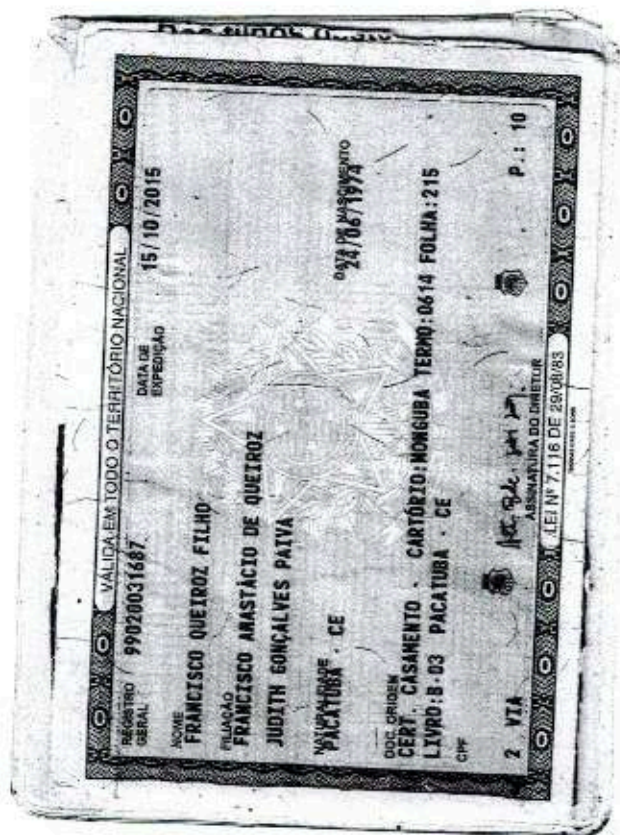 VÁLIDA EM TODO O TERRITÓRIO NACIONAL
REGISTRO GERAL 99020031687 DATA DE EXPEDIÇÃO 15/10/2015
NOME
FRANCISCO QUEIROZ FILHO
FILIAÇÃO
FRANCISCO ANASTÁCIO DE QUEIROZ
JUDITH GONÇALVES PAIVA
NATURALIDADE DATA DE NASCIMENTO
PACATUBA - CE 24/06/1974
DOC. ORIGEM
CERT. CASAMENTO - CARTÓRIO:MONGUBA TERMO:0614 FOLHA:215
LIVRO:B-03 PACATUBA - CE
CPF
2 VIA P.: 10
ASSINATURA DO DIRETOR
LEI Nº 7.116 DE 29/08/83